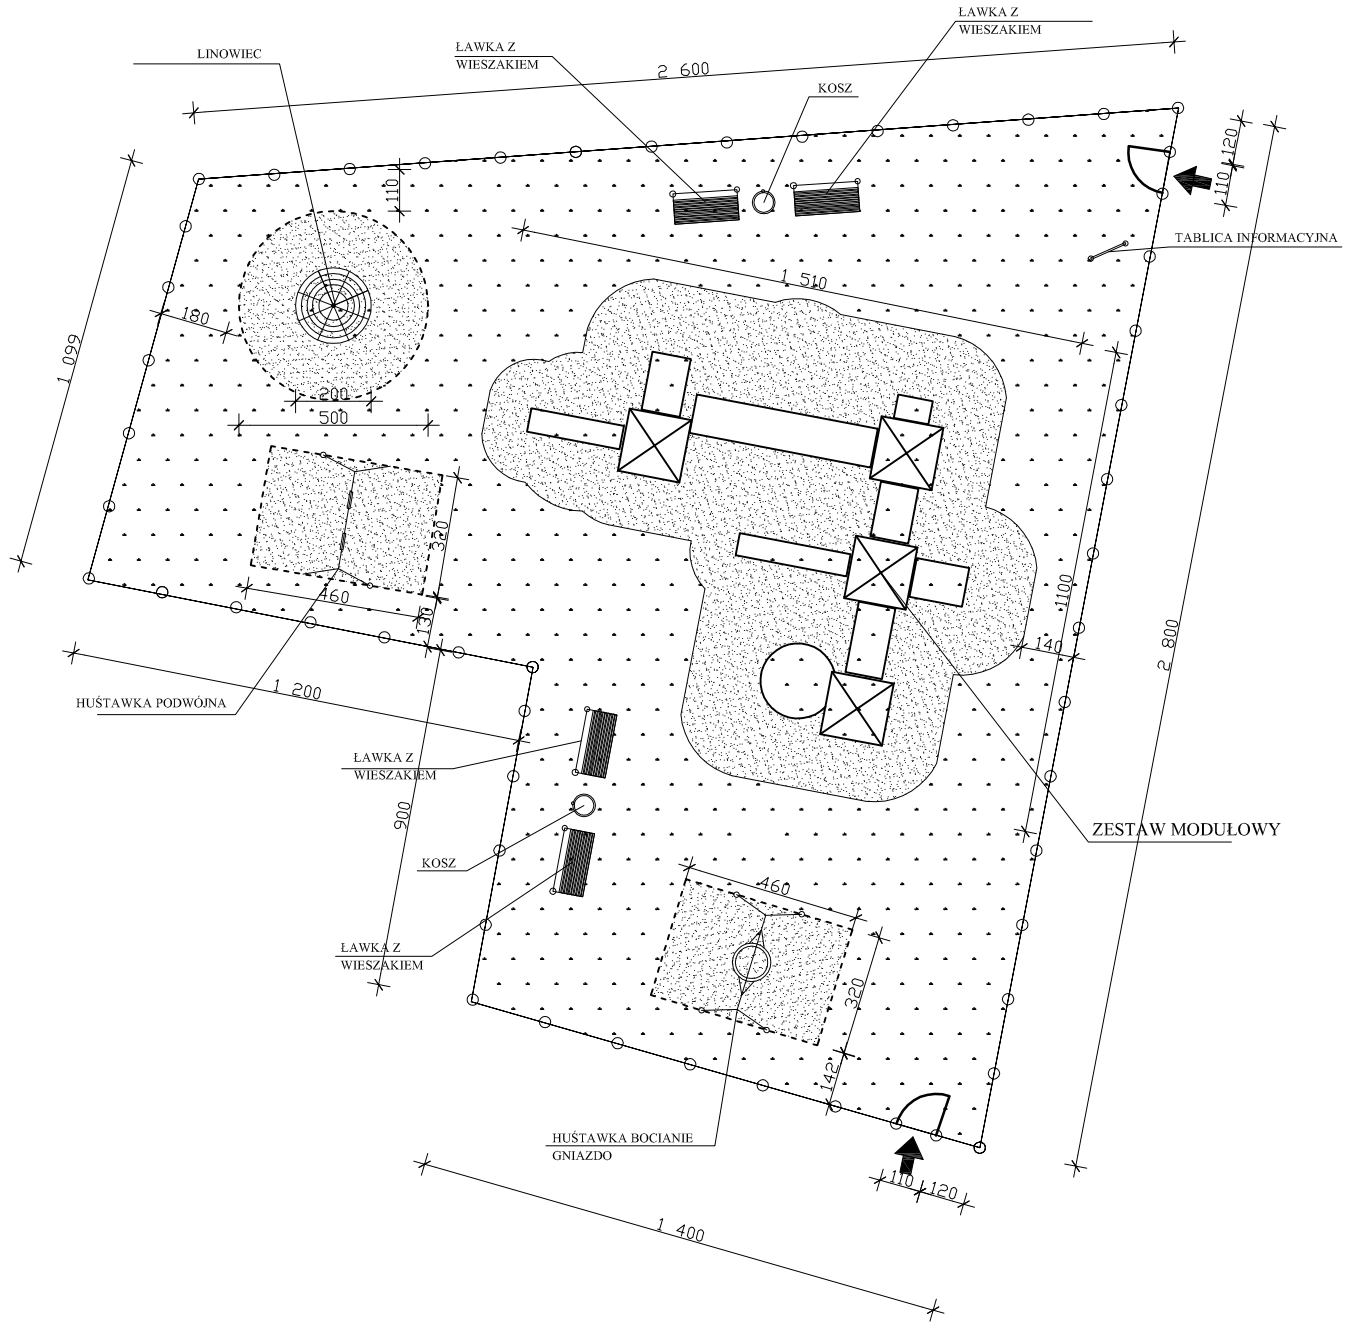 ŁAWKA Z
WIESZAKIEM
ŁAWKA Z
WIESZAKIEM
LINOWIEC
2 600
KOSZ
120
110
110
TABLICA INFORMACYJNA
1 510
180
1 099
200
500
320
460
130
1100
140
2 800
1 200
HUŚTAWKA PODWÓJNA
ŁAWKA Z
WIESZAKIEM
900
KOSZ
ZESTAW MODUŁOWY
460
ŁAWKA Z
WIESZAKIEM
320
142
HUŚTAWKA BOCIANIE
GNIAZDO
110
120
1 400